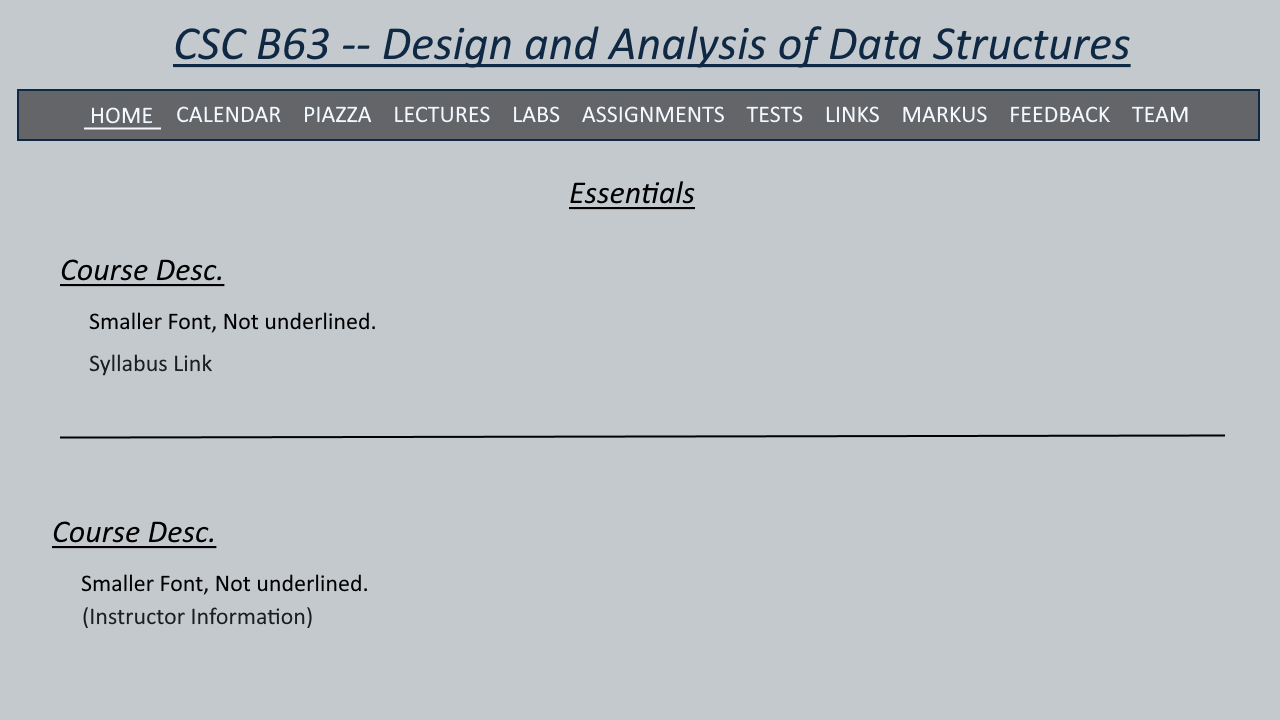 CSC B63 -- Design and Analysis of Data Structures
HOME CALENDAR PIAZZA LECTURES LABS ASSIGNMENTS TESTS LINKS MARKUS FEEDBACK TEAM
Essentials
Course Desc.
Smaller Font, Not underlined.
Syllabus Link
Course Desc.
Smaller Font, Not underlined.
(Instructor Information)